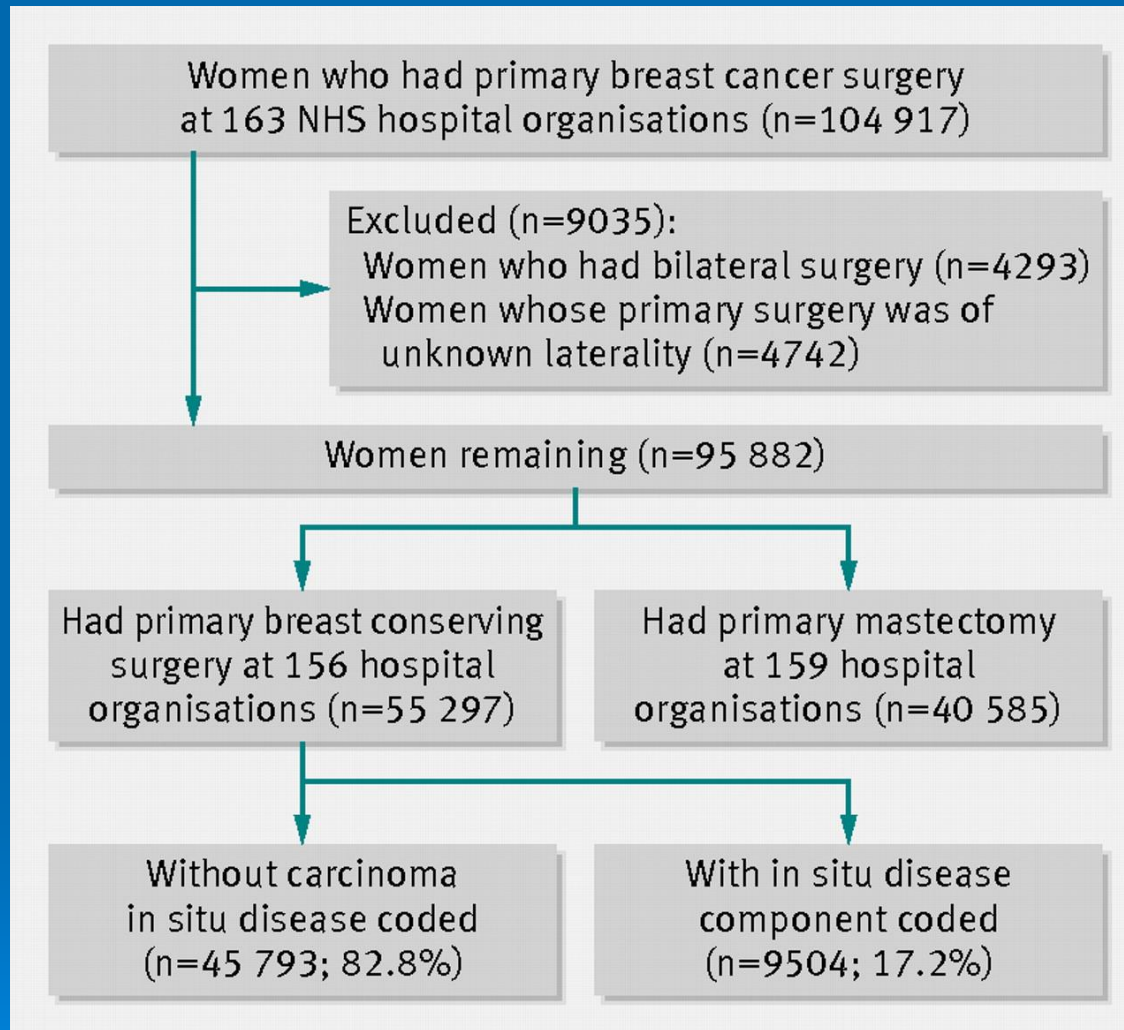 Women who had primary breast cancer surgery
at 163 NHS hospital organisations (n=104 917)
Excluded (n=9035):
Women who had bilateral surgery (n=4293)
Women whose primary surgery was of
unknown laterality (n=4742)
Women remaining (n=95 882)
Had primary breast conserving
surgery at 156 hospital
organisations (n=55 297)
Had primary mastectomy
at 159 hospital
organisations (n=40 585)
Without carcinoma
in situ disease coded
(n=45 793; 82.8%)
With in situ disease
component coded
(n=9504; 17.2%)